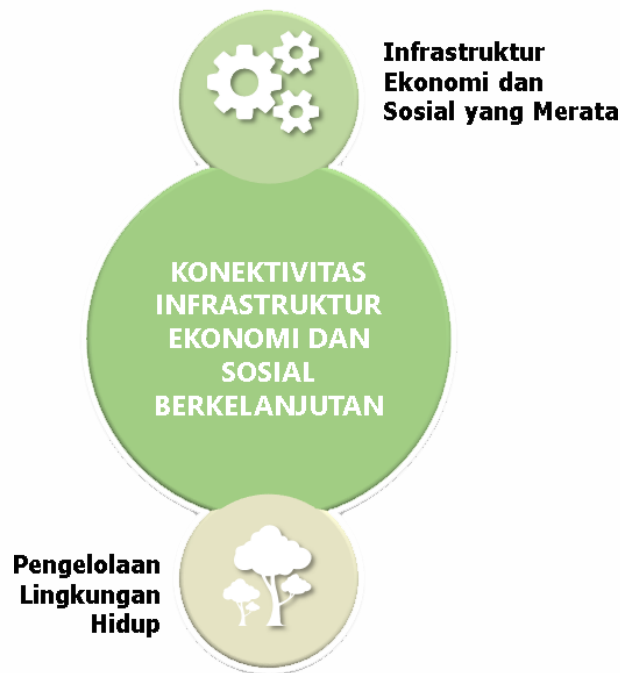 Infrastruktur
Ekonomi dan
Sosial yang Merata
KONEKTIVITAS
INFRASTRUKTUR
EKONOMI DAN
SOSIAL
BERKELANJUTAN
Pengelolaan
Lingkungan
Hidup